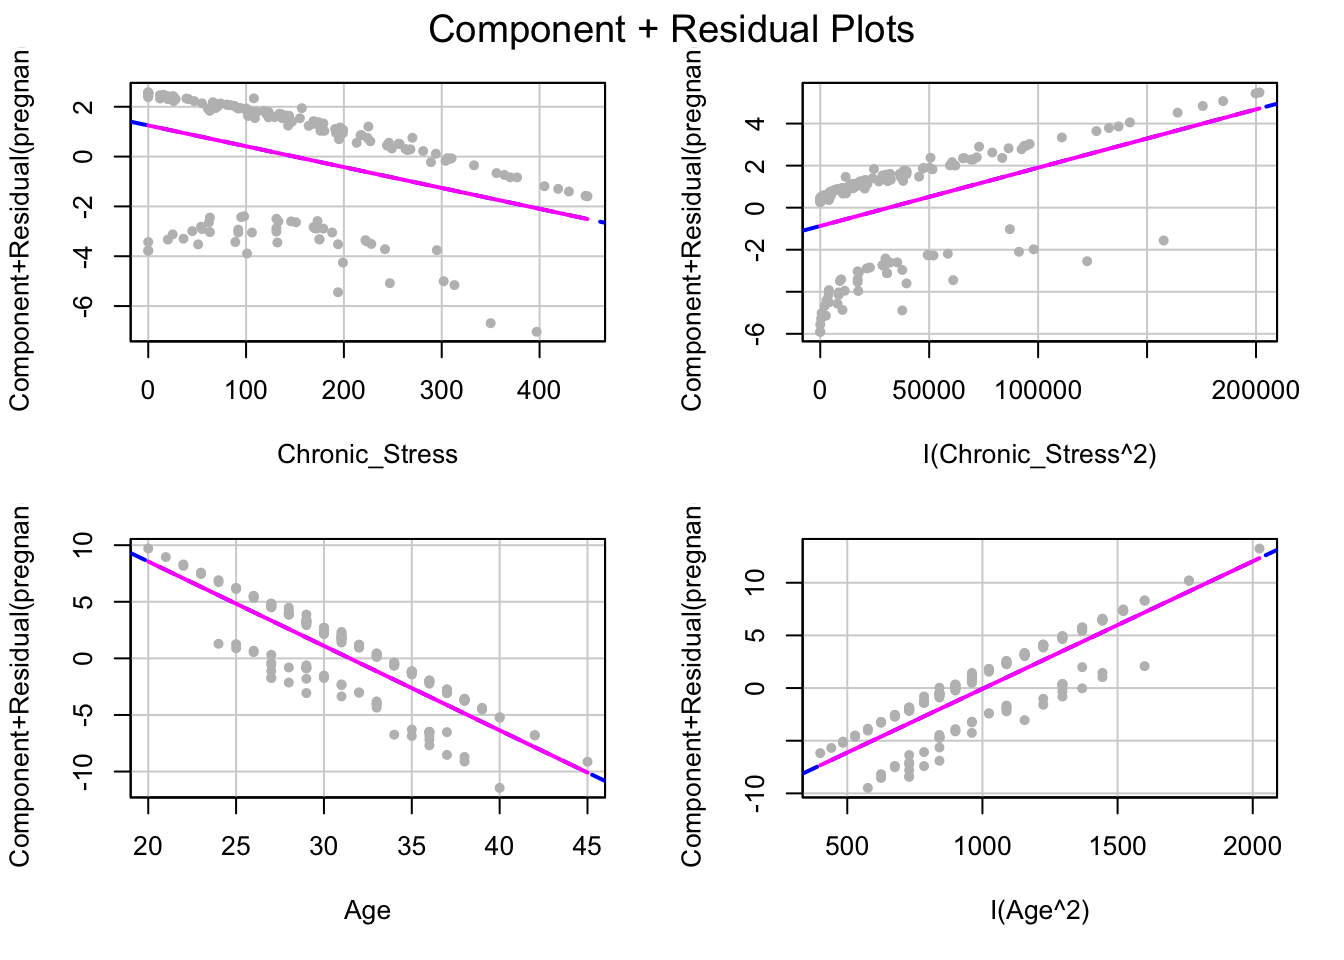 Component + Residual Plots
Component+Residual(pregnan
2
0
-2
-4
-6
0 100 200 300 400
Chronic_Stress
Component+Residual(pregnan
4
2
0
-2
-6
0 50000 100000 200000
I(Chronic_Stress^2)
Component+Residual(pregnan
10
5
0
-5
-10
20 25 30 35 40 45
Age
Component+Residual(pregnan
10
5
0
-10
500 1000 1500 2000
I(Age^2)